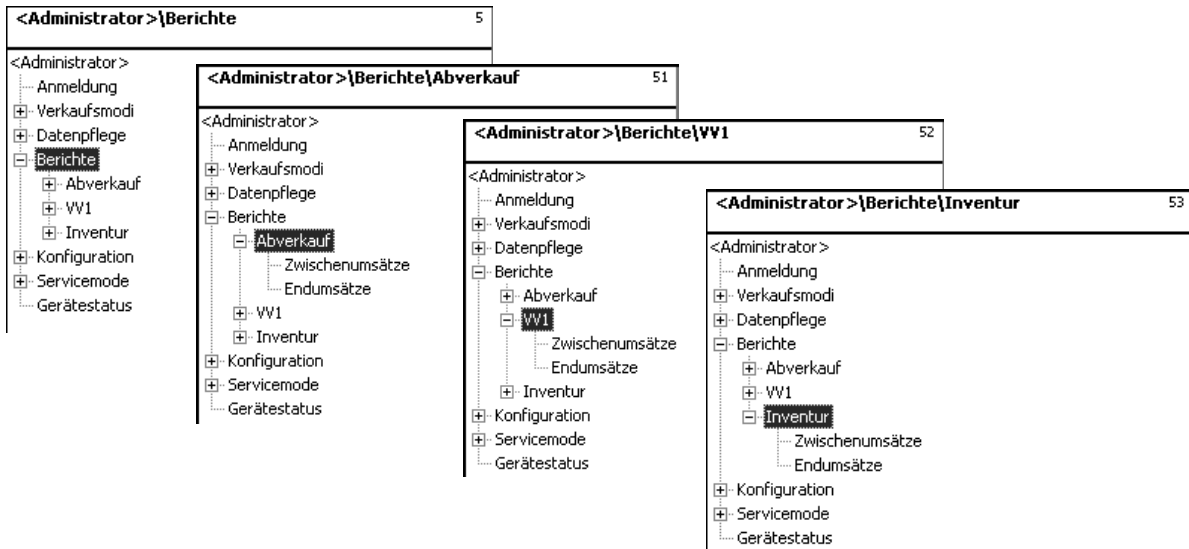 <Administrator>\Berichte 5
<Administrator>
Anmeldung
Verkaufsmodi
Datenpflege
Berichte
Abverkauf
VV1
Inventur
Konfiguration
Servicemode
Gerätestatus
<Administrator>\Berichte\Abverkauf 51
<Administrator>
Anmeldung
Verkaufsmodi
Datenpflege
Berichte
Abverkauf
Zwischenumsätze
Endumsätze
VV1
Inventur
Konfiguration
Servicemode
Gerätestatus
<Administrator>\Berichte\VV1 52
<Administrator>
Anmeldung
Verkaufsmodi
Datenpflege
Berichte
Abverkauf
VV1
Zwischenumsätze
Endumsätze
Inventur
Konfiguration
Servicemode
Gerätestatus
<Administrator>\Berichte\Inventur 53
<Administrator>
Anmeldung
Verkaufsmodi
Datenpflege
Berichte
Abverkauf
VV1
Inventur
Zwischenumsätze
Endumsätze
Konfiguration
Servicemode
Gerätestatus